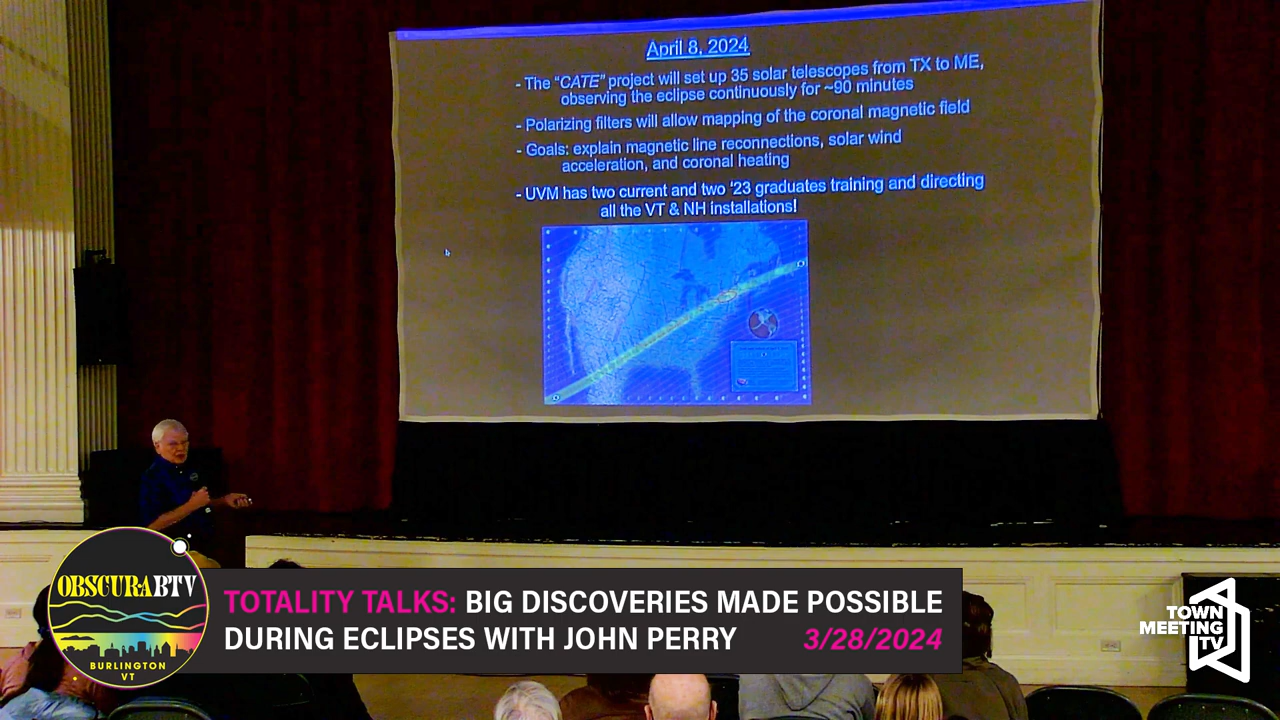 April 8, 2024
- The “CATE” project will set up 35 solar telescopes from TX to ME,
observing the eclipse continuously for ~90 minutes
- Polarizing filters will allow mapping of the coronal magnetic field
- Goals: explain magnetic line reconnections, solar wind
acceleration, and coronal heating
- UVM has two current and two ‘23 graduates training and directing
all the VT & NH installations!
OBSCURABTV
BURLINGTON
VT
TOTALITY TALKS: BIG DISCOVERIES MADE POSSIBLE
DURING ECLIPSES WITH JOHN PERRY 3/28/2024
TOWN
MEETING
TV